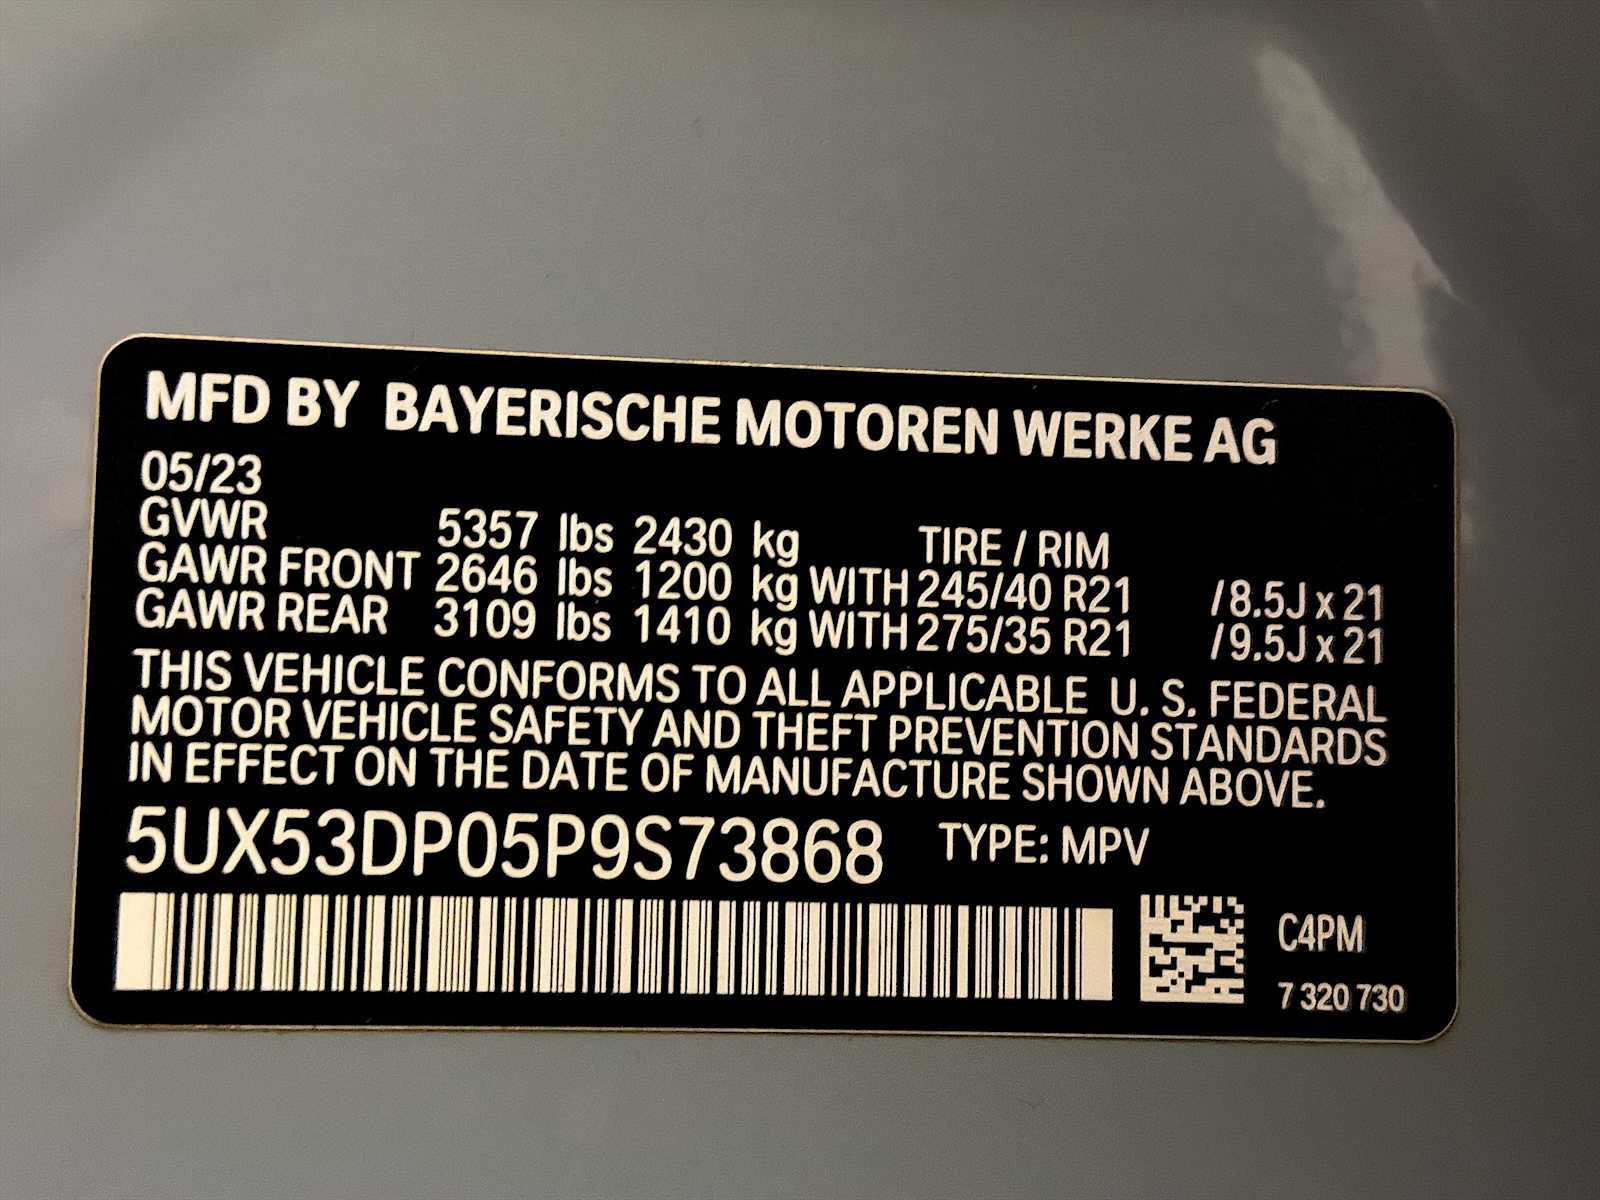 MFD BY BAYERISCHE MOTOREN WERKE AG
05/23
GVWR 5357 lbs 2430 kg TIRE / RIM
GAWR FRONT 2646 lbs 1200 kg WITH 245/40 R21 / 8.5J x 21
GAWR REAR 3109 lbs 1410 kg WITH 275/35 R21 / 9.5J x 21
THIS VEHICLE CONFORMS TO ALL APPLICABLE U. S. FEDERAL
MOTOR VEHICLE SAFETY AND THEFT PREVENTION STANDARDS
IN EFFECT ON THE DATE OF MANUFACTURE SHOWN ABOVE.
5UX53DP05P9S73868 TYPE: MPV
C4PM
7 320 730